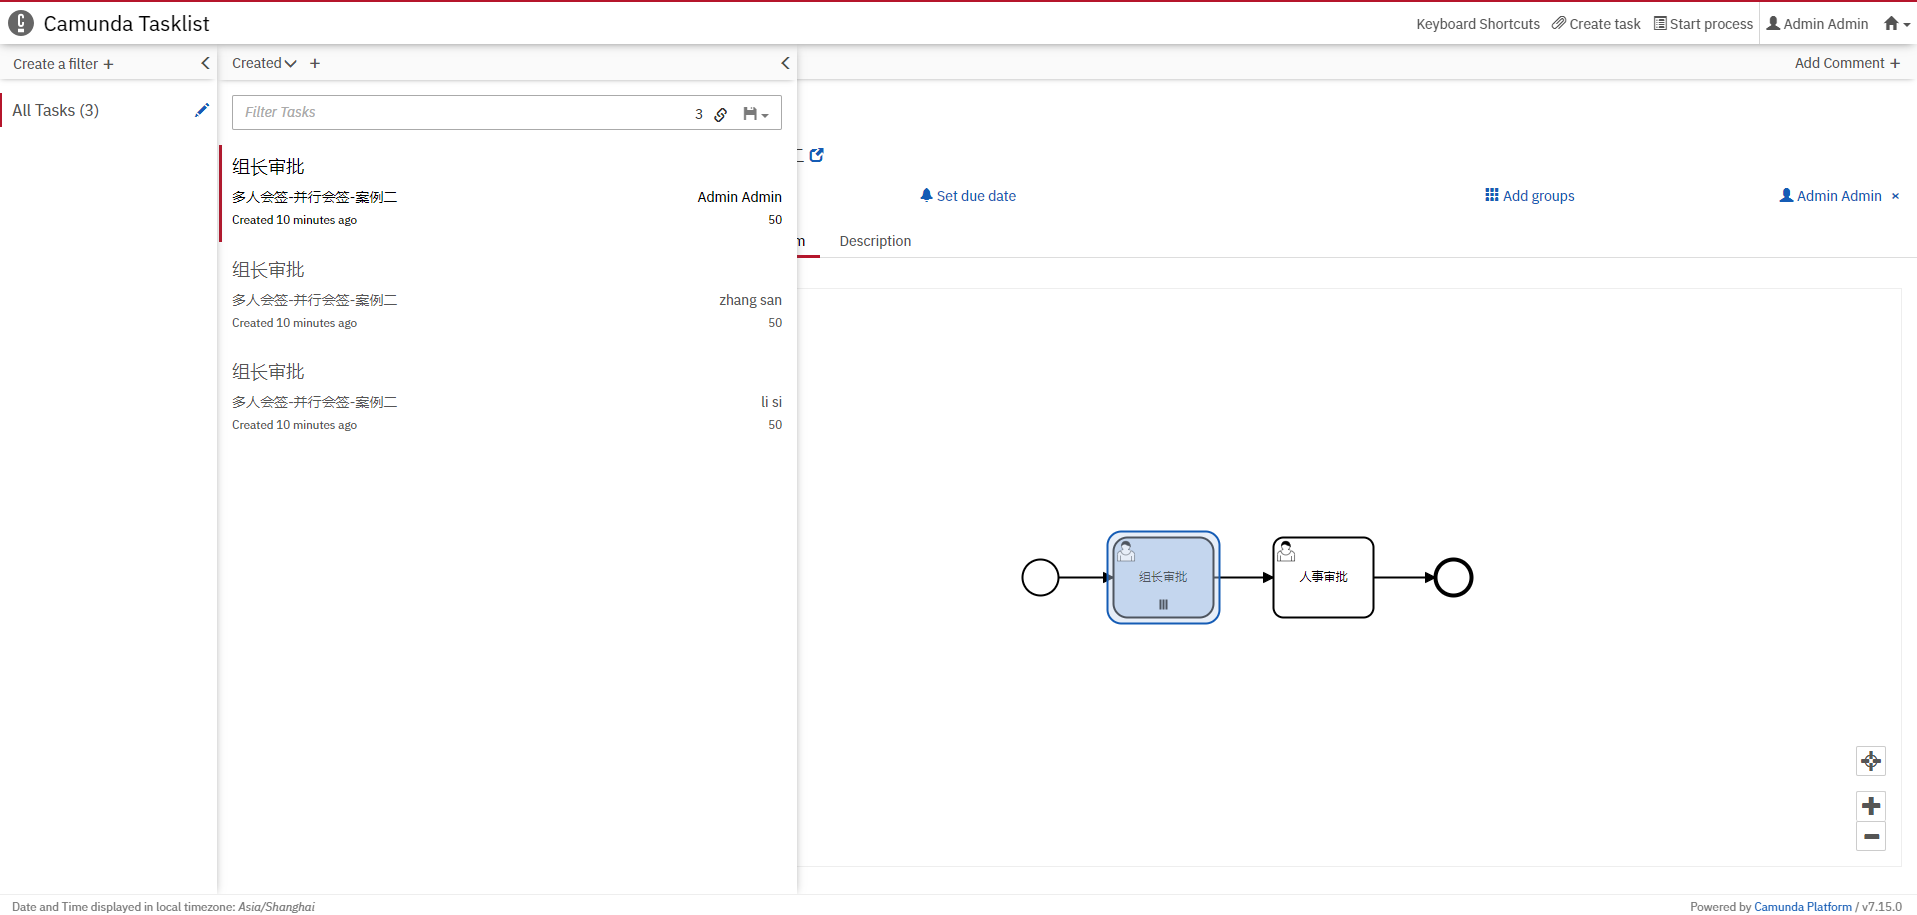 Camunda Tasklist
Keyboard Shortcuts Create task Start process Admin Admin
Create a filter +
Created +
Add Comment +
All Tasks (3)
Filter Tasks 3
组长审批
多人会签-并行会签-案例二 Admin Admin
Created 10 minutes ago 50
组长审批
多人会签-并行会签-案例二 zhang san
Created 10 minutes ago 50
组长审批
多人会签-并行会签-案例二 li si
Created 10 minutes ago 50
Set due date Add groups Admin Admin ×
m Description
组长审批 人事审批
Date and Time displayed in local timezone: Asia/Shanghai
Powered by Camunda Platform / v7.15.0